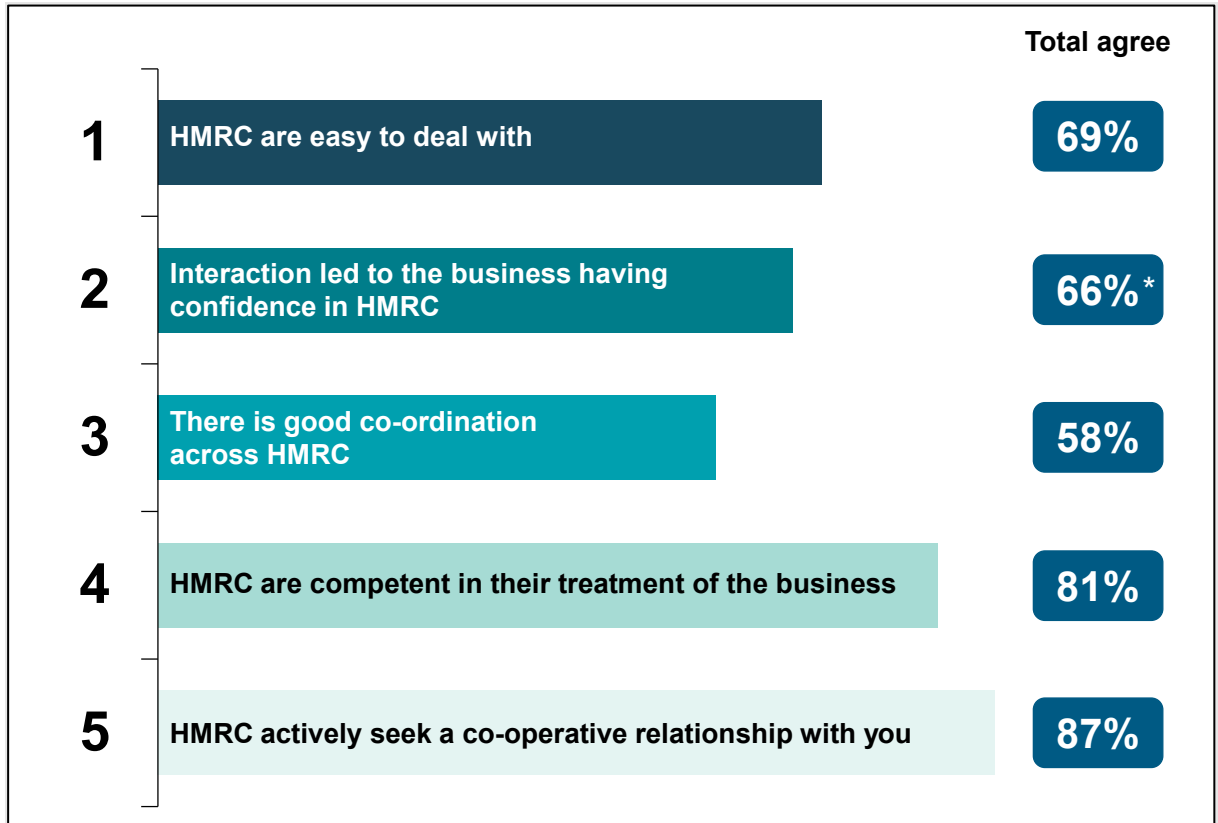 Total agree
1
HMRC are easy to deal with
69%
2
Interaction led to the business having
confidence in HMRC
66%*
3
There is good co-ordination
across HMRC
58%
4
HMRC are competent in their treatment of the business
81%
5
HMRC actively seek a co-operative relationship with you
87%